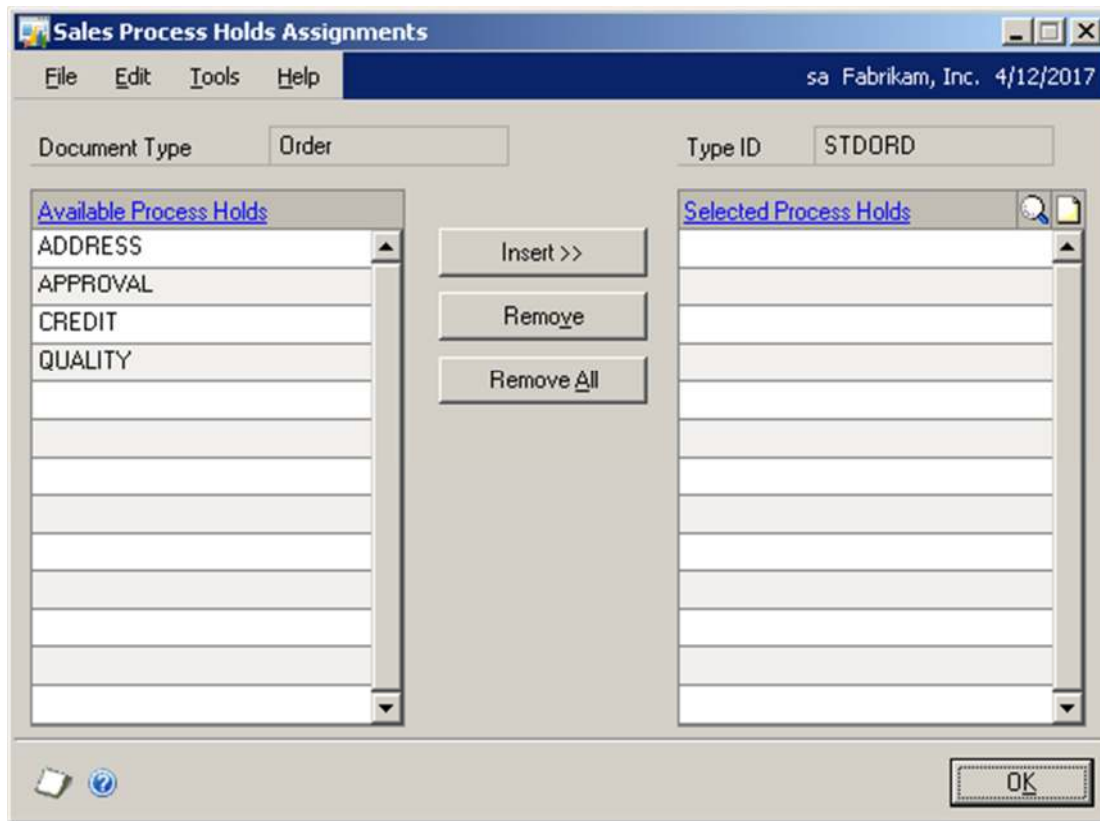 Sales Process Holds Assignments
File Edit Tools Help sa Fabrikam, Inc. 4/12/2017
Document Type Order Type ID STDORD
Available Process Holds Selected Process Holds
ADDRESS
APPROVAL
CREDIT
QUALITY
Insert >>
Remove
Remove All
OK